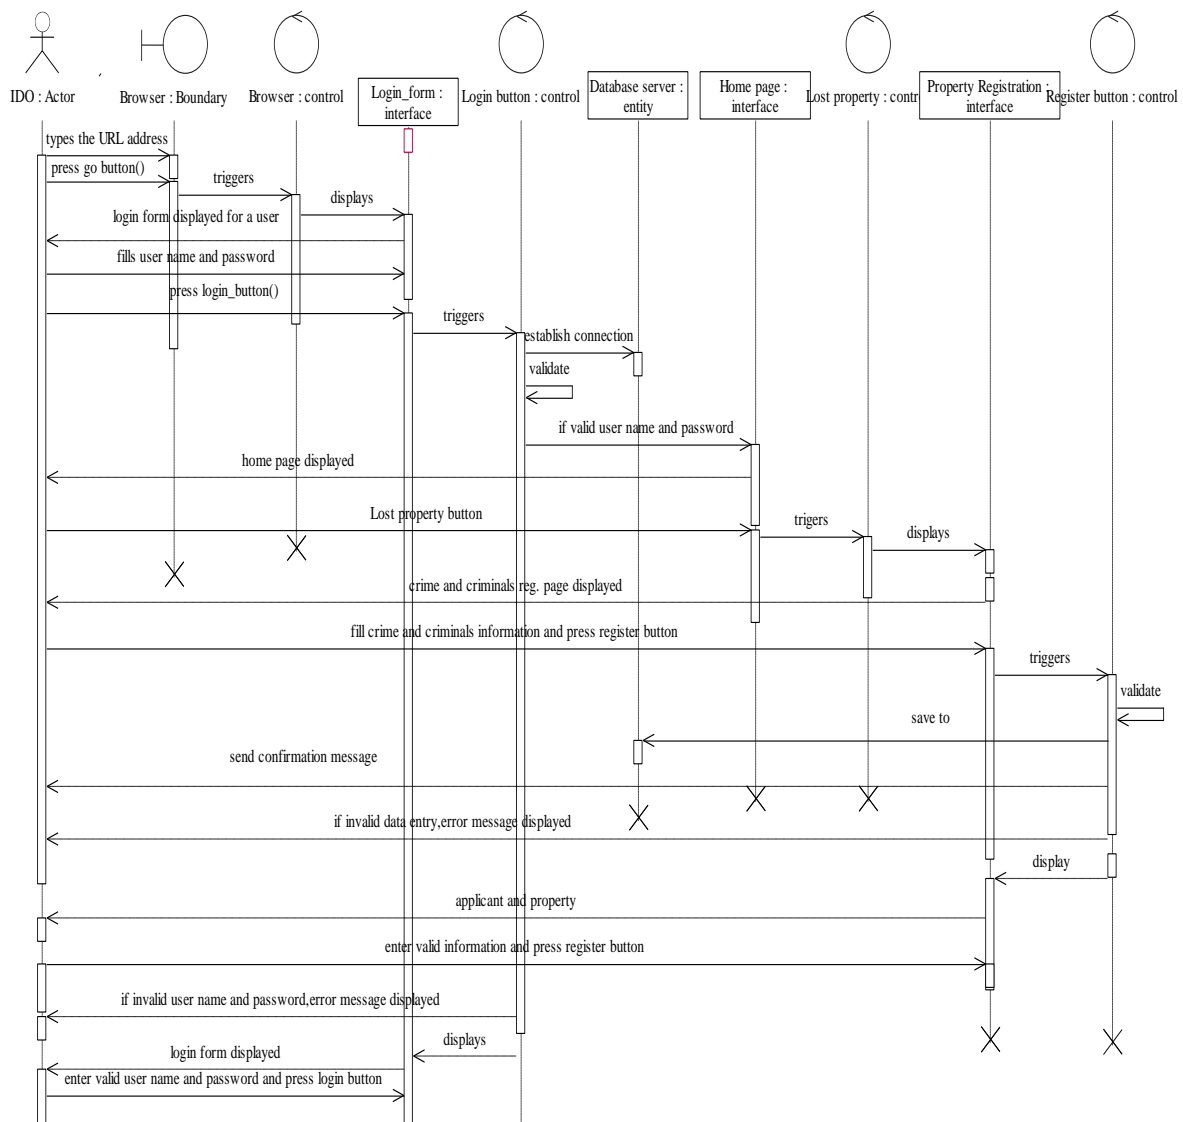 IDO : Actor
Browser : Boundary
Browser : control
Login_form :
interface
Login button : control
Database server :
entity
Home page :
interface
Lost property : contr
Property Registration :
interface
Register button : control
types the URL address
press go button()
triggers
displays
login form displayed for a user
fills user name and password
press login_button()
triggers
establish connection
validate
if valid user name and password
home page displayed
Lost property button
trigers
displays
crime and criminals reg. page displayed
fill crime and criminals information and press register button
triggers
validate
save to
send confirmation message
if invalid data entry,error message displayed
display
applicant and property
enter valid information and press register button
if invalid user name and password,error message displayed
displays
login form displayed
enter valid user name and password and press login button